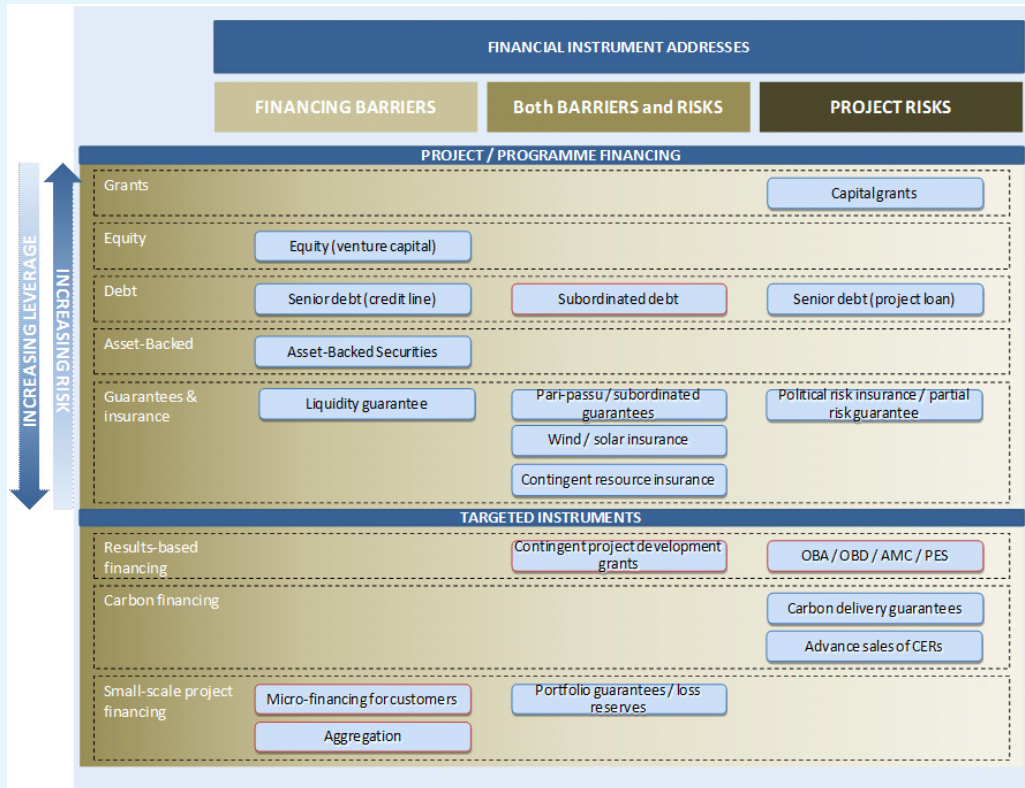 FINANCIAL INSTRUMENT ADDRESSES
FINANCING BARRIERS
Both BARRIERS and RISKS
PROJECT RISKS
PROJECT / PROGRAMME FINANCING
INCREASING LEVERAGE
INCREASING RISK
Grants
Capital grants
Equity
Equity (venture capital)
Debt
Senior debt (credit line)
Subordinated debt
Senior debt (project loan)
Asset-Backed
Asset-Backed Securities
Guarantees &
insurance
Liquidity guarantee
Pari-passu / subordinated
guarantees
Political risk insurance / partial
risk guarantee
Wind / solar insurance
Contingent resource insurance
TARGETED INSTRUMENTS
Results-based
financing
Contingent project development
grants
OBA / OBD / AMC / PES
Carbon financing
Carbon delivery guarantees
Advance sales of CERs
Small-scale project
financing
Micro-financing for customers
Portfolio guarantees / loss
reserves
Aggregation